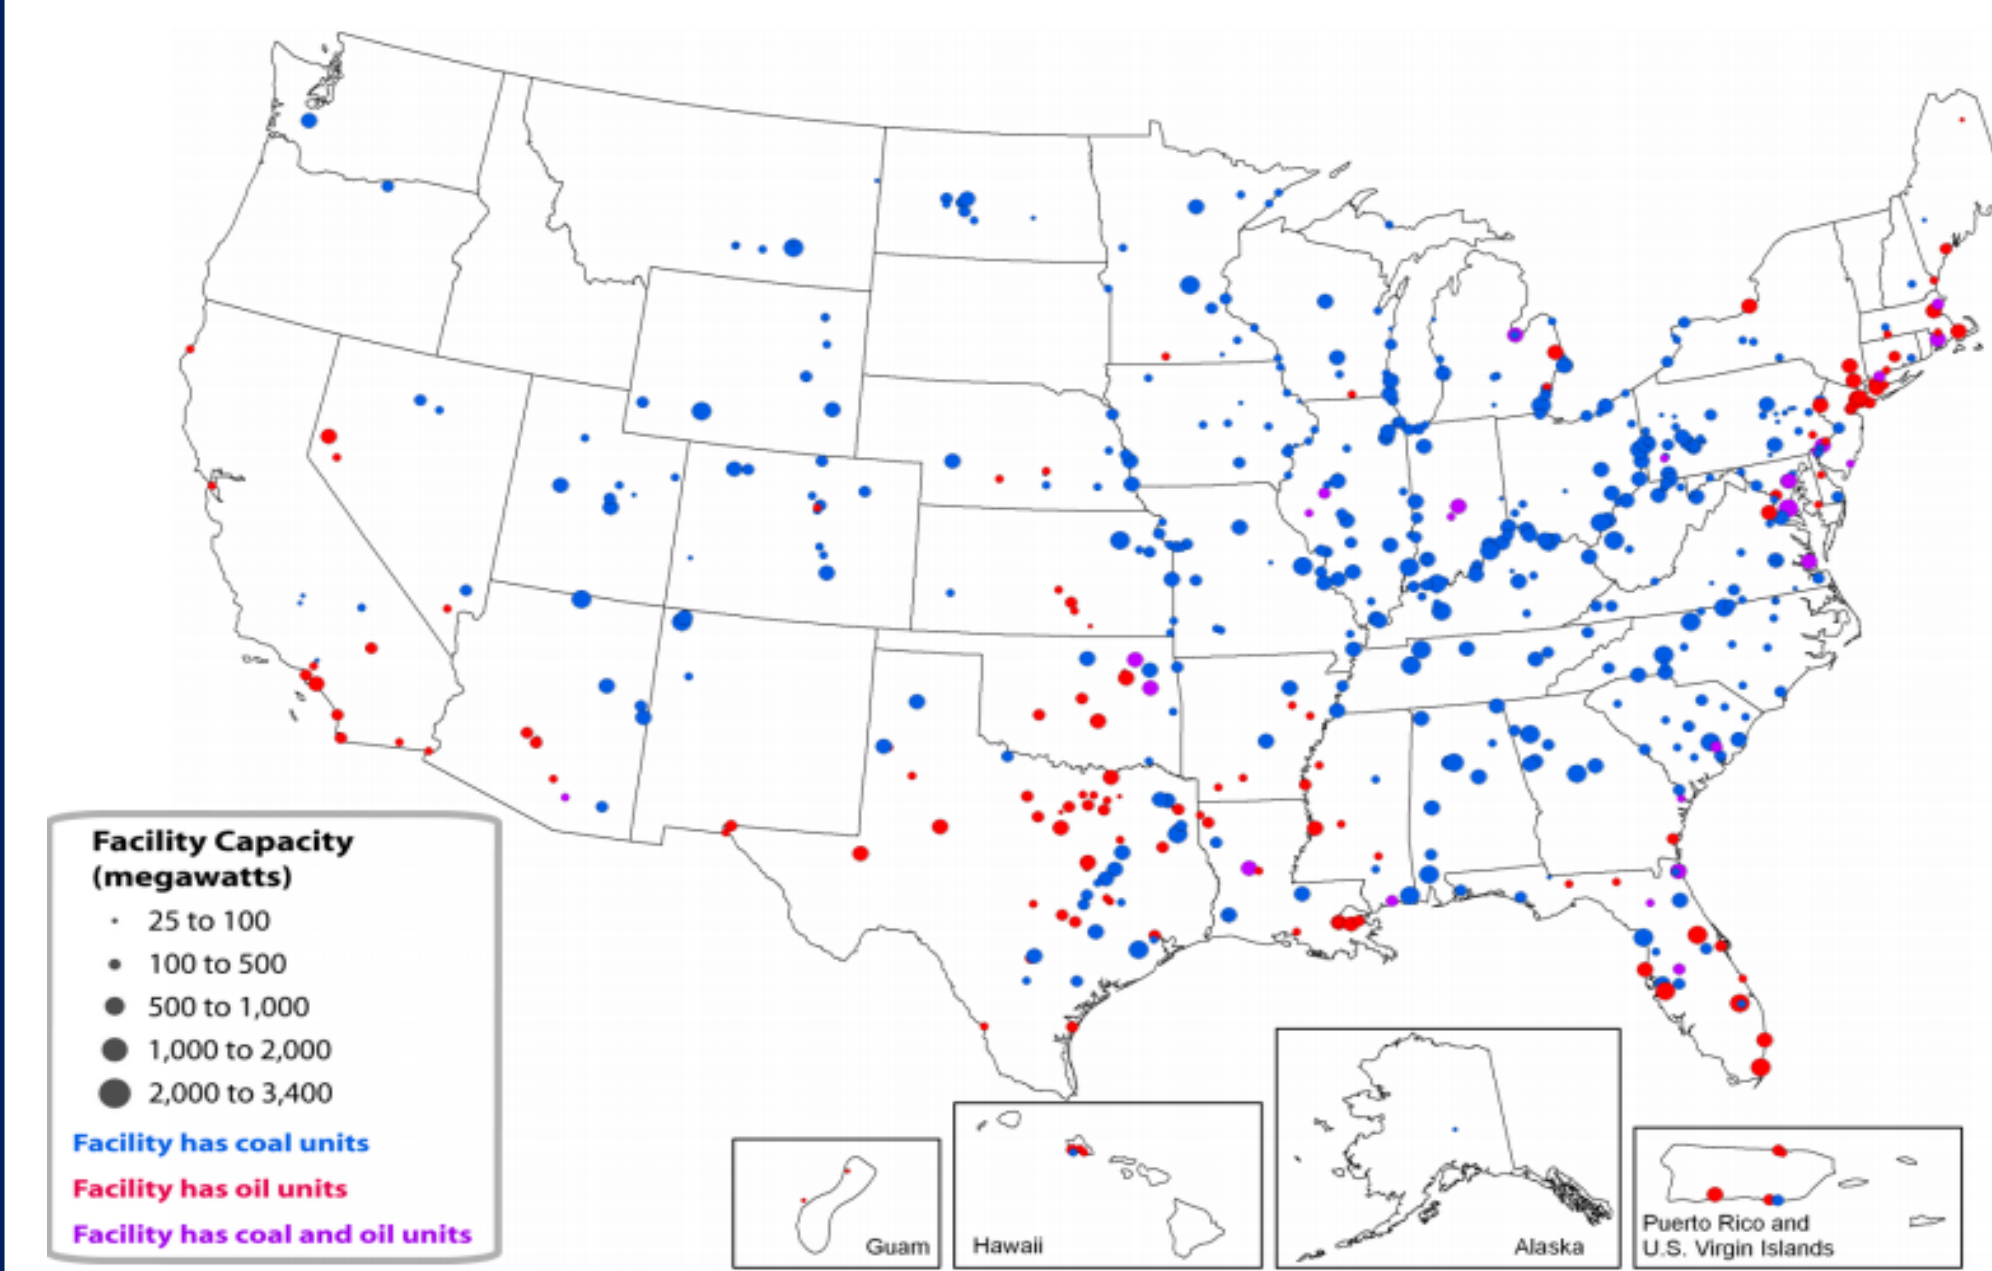 Facility Capacity
(megawatts)
25 to 100
100 to 500
500 to 1,000
1,000 to 2,000
2,000 to 3,400
Facility has coal units
Facility has oil units
Facility has coal and oil units
Guam
Hawaii
Alaska
Puerto Rico and
U.S. Virgin Islands